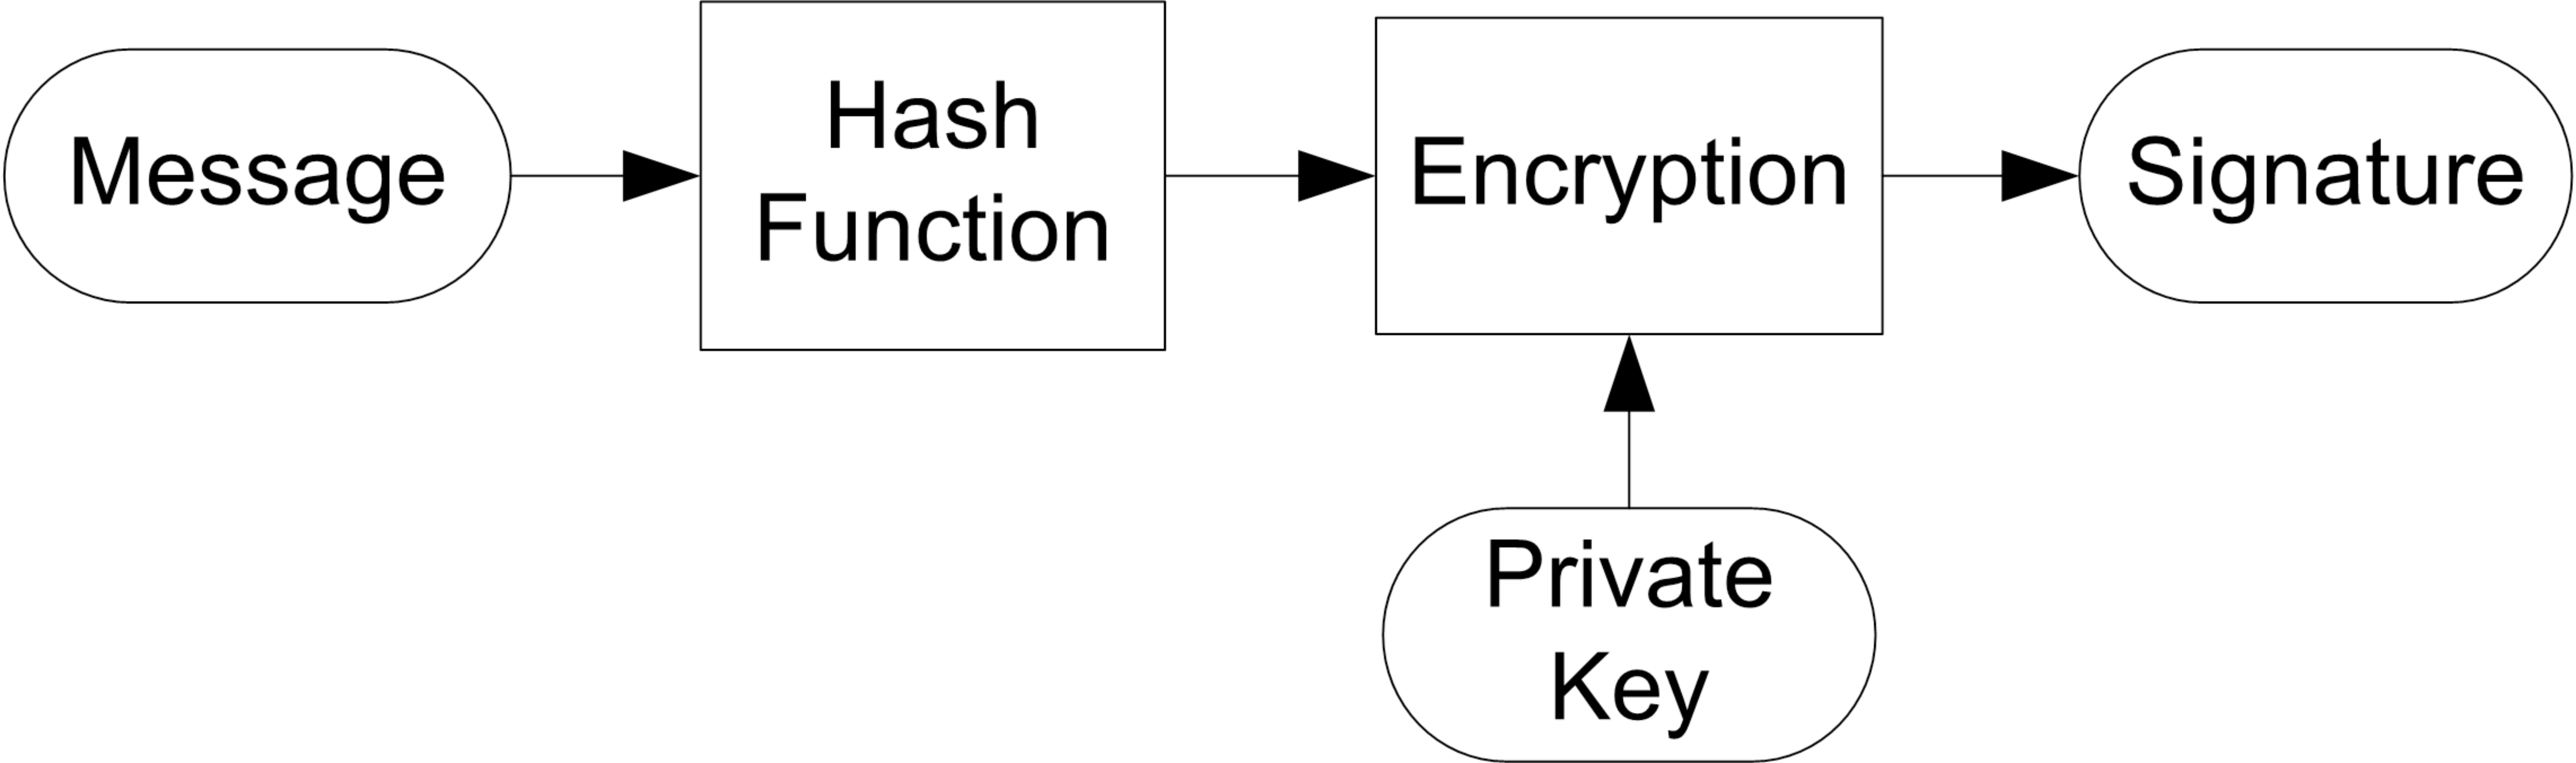 Message
Hash
Function
Encryption
Signature
Private
Key